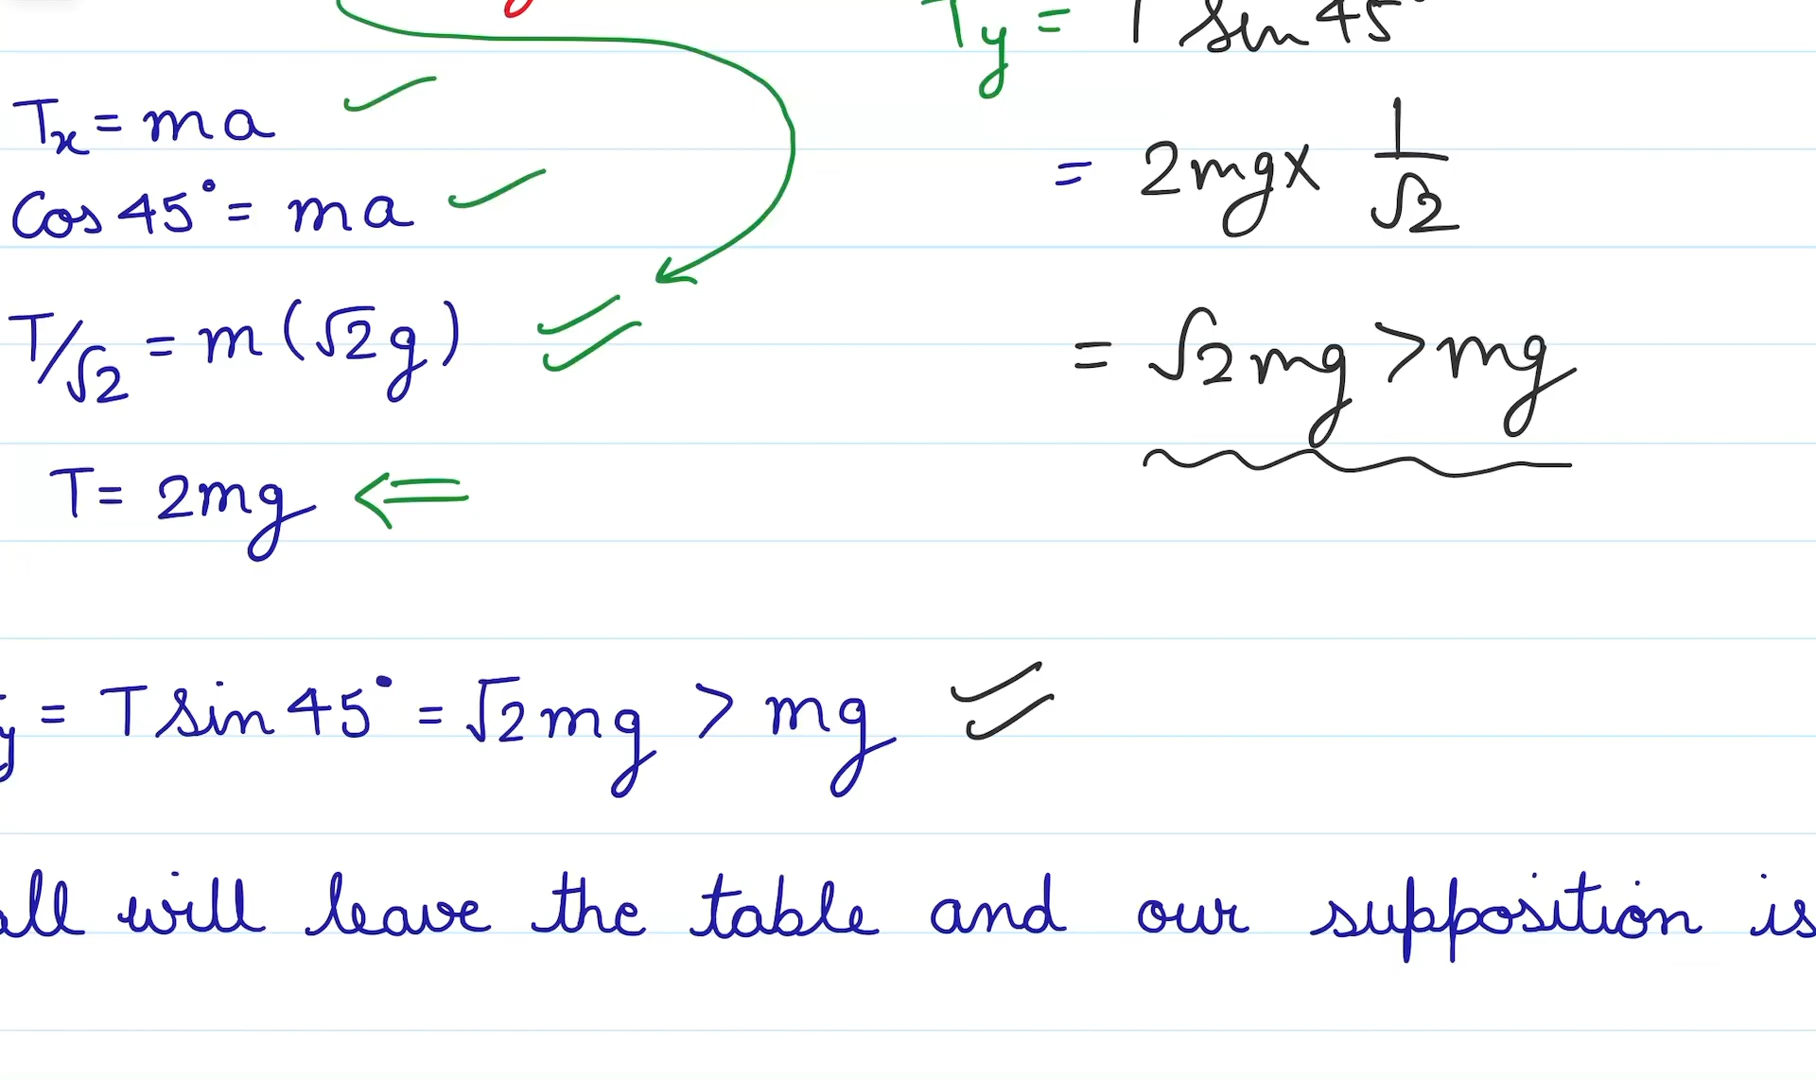 Ty = T sin 45°
Tx = ma
Cos 45° = ma
= 2mg x 1/√2
T/√2 = m(√2g)
= √2mg > mg
T = 2mg ⇐
y = T sin 45° = √2mg > mg
all will leave the table and our supposition is